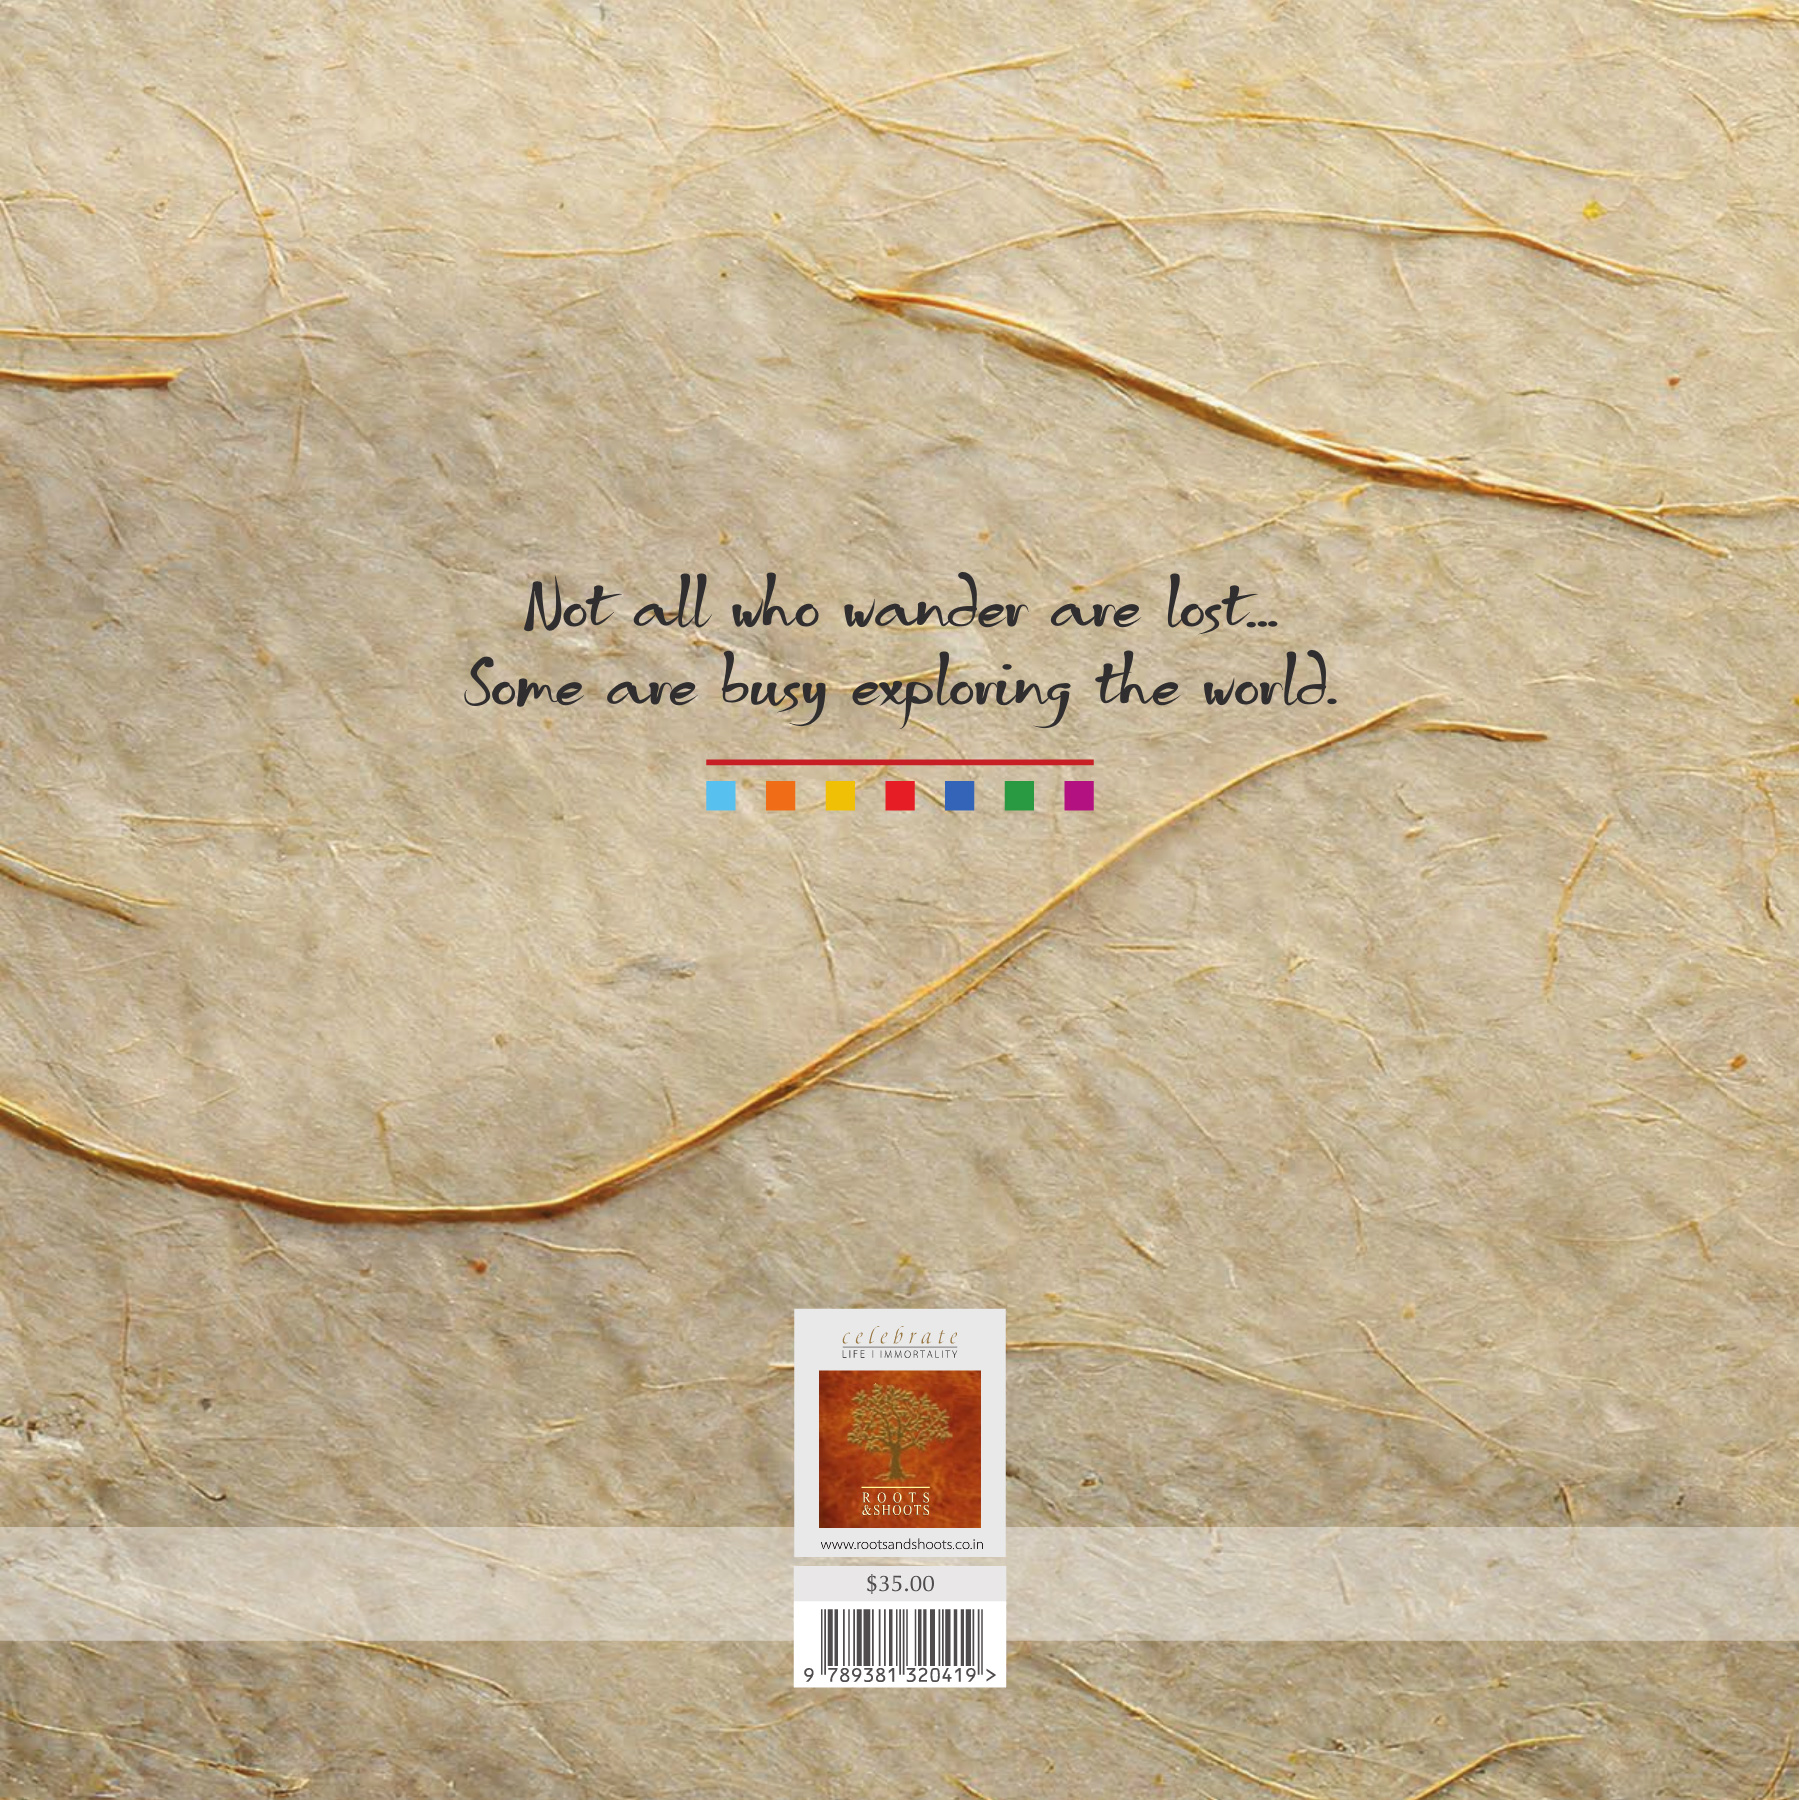 Not all who wander are lost...
Some are busy exploring the world.
celebrate
LIFE | IMMORTALITY
ROOTS
&SHOOTS
www.rootsandshoots.co.in
$35.00
9 789381 320419 >